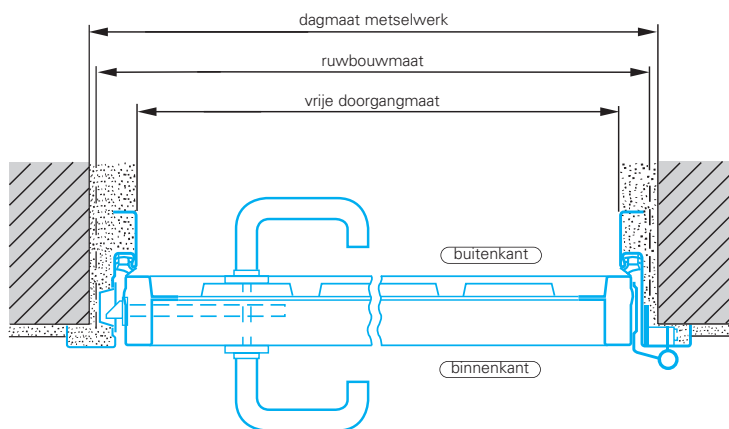 dagmaat metselwerk
ruwbouwmaat
vrije doorgangmaat
buitenkant
binnenkant